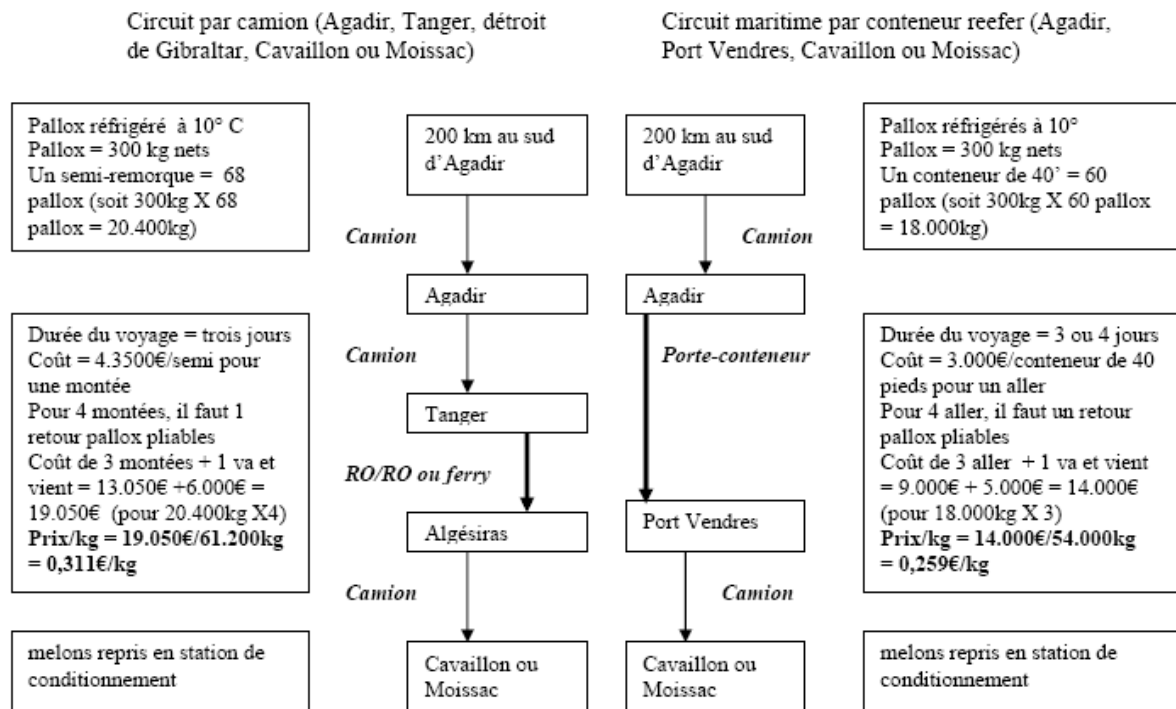 Circuit par camion (Agadir, Tanger, détroit
de Gibraltar, Cavaillon ou Moissac)
Circuit maritime par conteneur reefer (Agadir,
Port Vendres, Cavaillon ou Moissac)
Pallox réfrigéré à 10° C
Pallox = 300 kg nets
Un semi-remorque = 68
pallox (soit 300kg X 68
pallox = 20.400kg)
200 km au sud
d'Agadir
200 km au sud
d'Agadir
Pallox réfrigérés à 10°
Pallox = 300 kg nets
Un conteneur de 40' = 60
pallox (soit 300kg X 60 pallox
= 18.000kg)
Camion
Camion
Agadir
Agadir
Durée du voyage = trois jours
Coût = 4.3500€/semi pour
une montée
Pour 4 montées, il faut 1
retour pallox pliables
Coût de 3 montées + 1 va et
vient = 13.050€ +6.000€ =
19.050€ (pour 20.400kg X4)
Prix/kg = 19.050€/61.200kg
= 0,311€/kg
Camion
Porte-conteneur
Tanger
RO/RO ou ferry
Algésiras
Port Vendres
Durée du voyage = 3 ou 4 jours
Coût = 3.000€/conteneur de 40
pieds pour un aller
Pour 4 aller, il faut un retour
pallox pliables
Coût de 3 aller + 1 va et vient
= 9.000€ + 5.000€ = 14.000€
(pour 18.000kg X 3)
Prix/kg = 14.000€/54.000kg
= 0,259€/kg
Camion
Camion
melons repris en station de
conditionnement
Cavaillon ou
Moissac
Cavaillon ou
Moissac
melons repris en station de
conditionnement